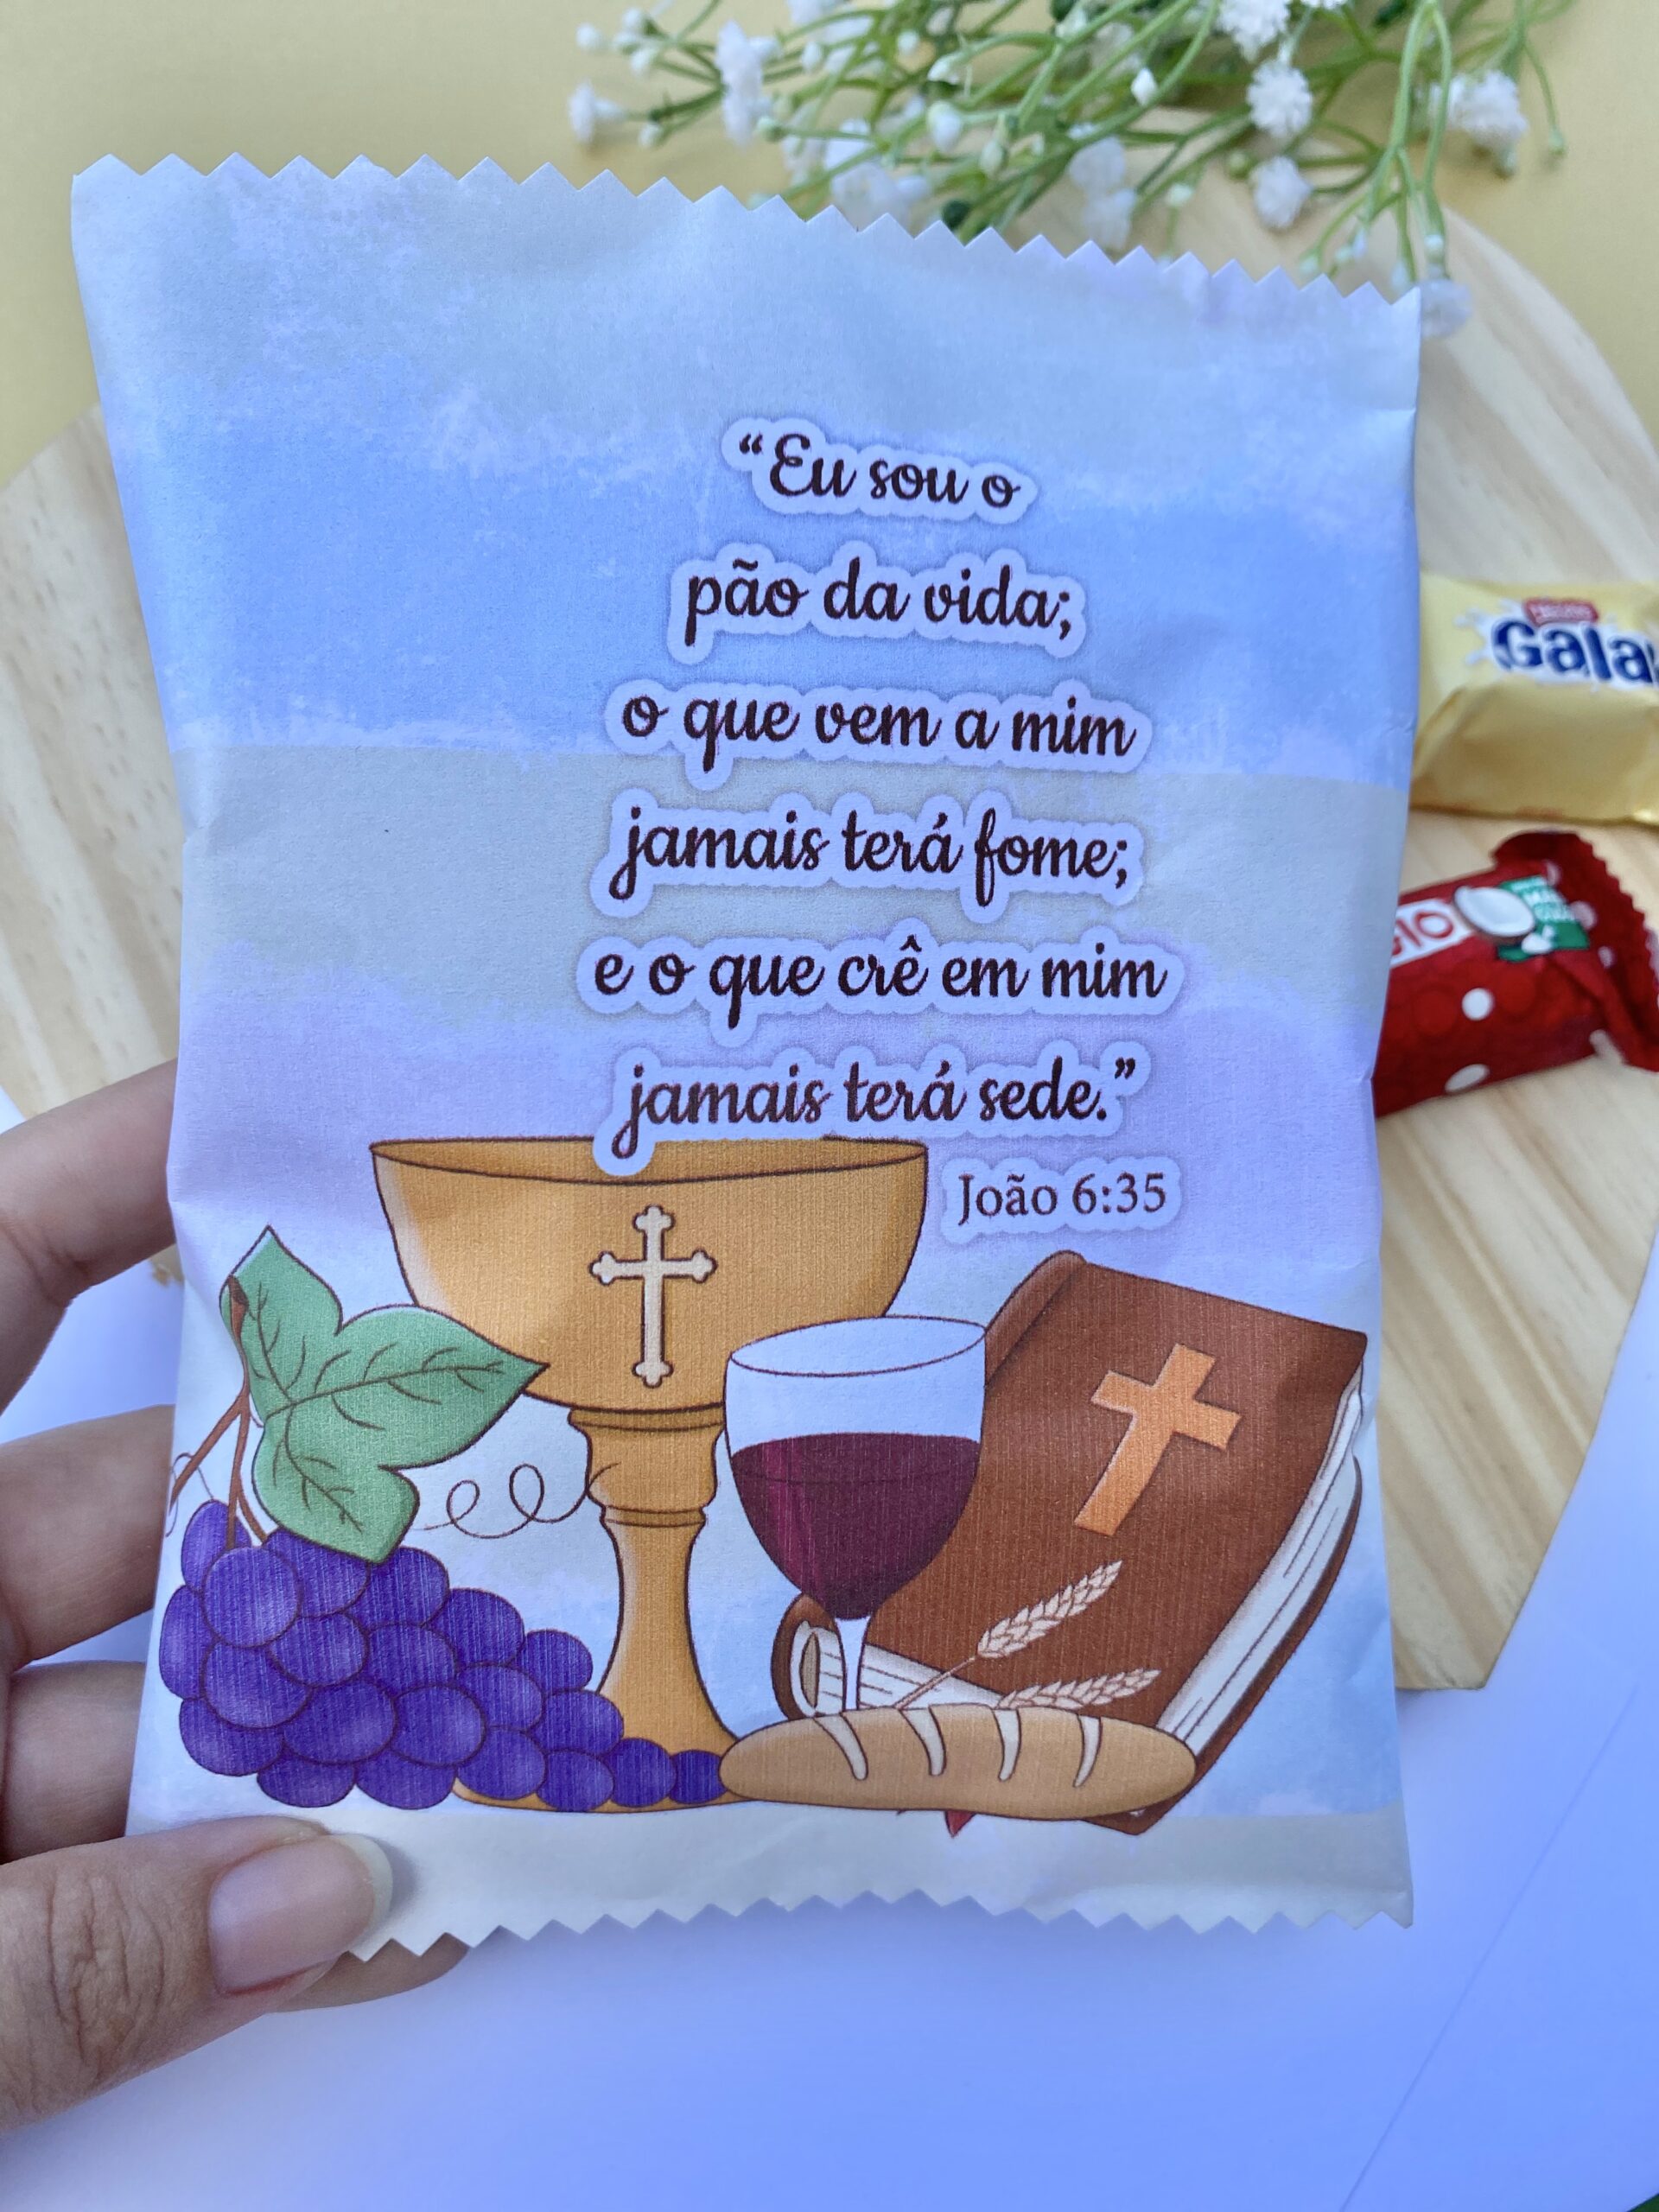 “Eu sou o
pão da vida;
o que vem a mim
jamais terá fome;
e o que crê em mim
jamais terá sede.”
João 6:35
Nestlé